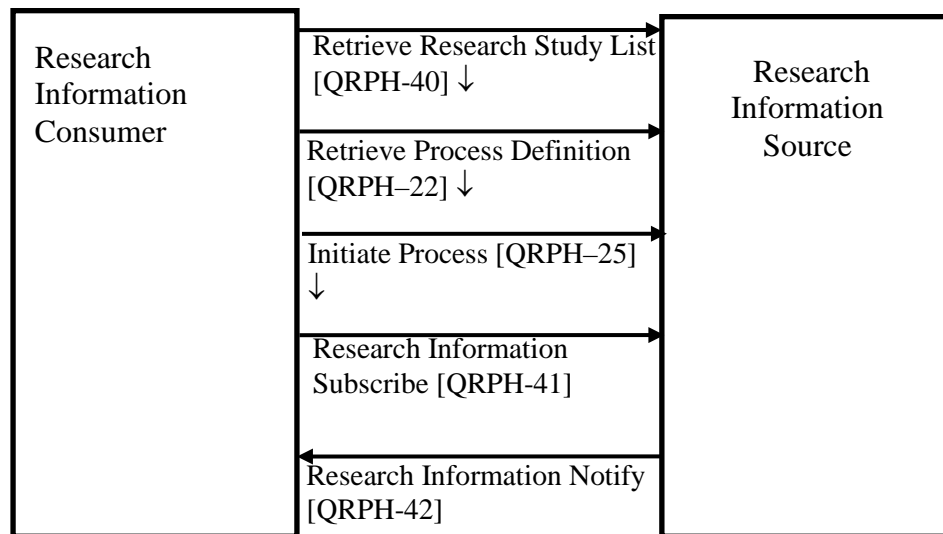 Research
Information
Consumer
Retrieve Research Study List
[QRPH-40] ↓
Retrieve Process Definition
[QRPH–22] ↓
Initiate Process [QRPH–25]
↓
Research Information
Subscribe [QRPH-41]
Research Information Notify
[QRPH-42]
Research
Information
Source